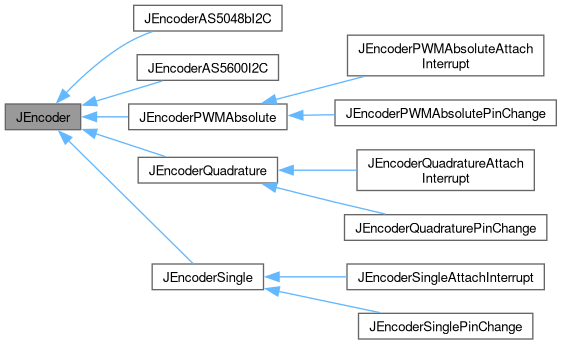 JEncoderAS5048bI2C
JEncoderPWMAbsoluteAttach
Interrupt
JEncoderAS5600I2C
JEncoder
JEncoderPWMAbsolute
JEncoderPWMAbsolutePinChange
JEncoderQuadrature
JEncoderQuadratureAttach
Interrupt
JEncoderQuadraturePinChange
JEncoderSingle
JEncoderSingleAttachInterrupt
JEncoderSinglePinChange